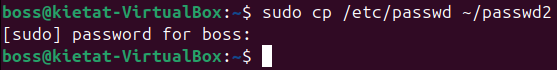 boss@kietat-VirtualBox:~$ sudo cp /etc/passwd ~/passwd2
[sudo] password for boss:
boss@kietat-VirtualBox:~$